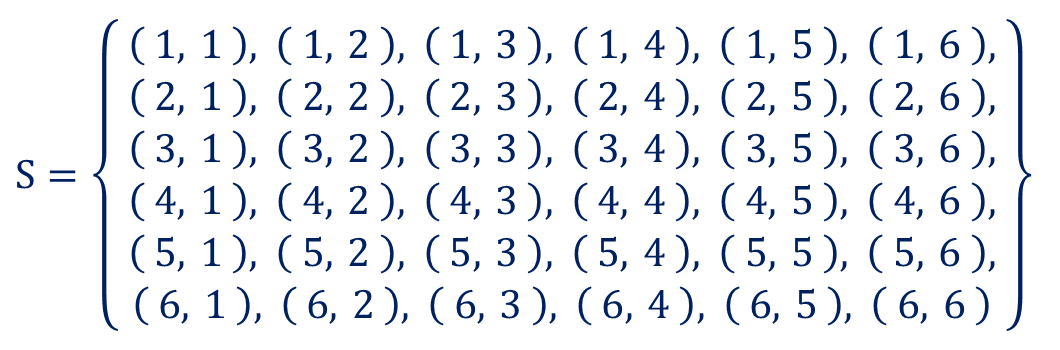 ( 1, 1 ), ( 1, 2 ), ( 1, 3 ), ( 1, 4 ), ( 1, 5 ), ( 1, 6 ),
( 2, 1 ), ( 2, 2 ), ( 2, 3 ), ( 2, 4 ), ( 2, 5 ), ( 2, 6 ),
( 3, 1 ), ( 3, 2 ), ( 3, 3 ), ( 3, 4 ), ( 3, 5 ), ( 3, 6 ),
S = {
( 4, 1 ), ( 4, 2 ), ( 4, 3 ), ( 4, 4 ), ( 4, 5 ), ( 4, 6 ),
( 5, 1 ), ( 5, 2 ), ( 5, 3 ), ( 5, 4 ), ( 5, 5 ), ( 5, 6 ),
( 6, 1 ), ( 6, 2 ), ( 6, 3 ), ( 6, 4 ), ( 6, 5 ), ( 6, 6 ) }